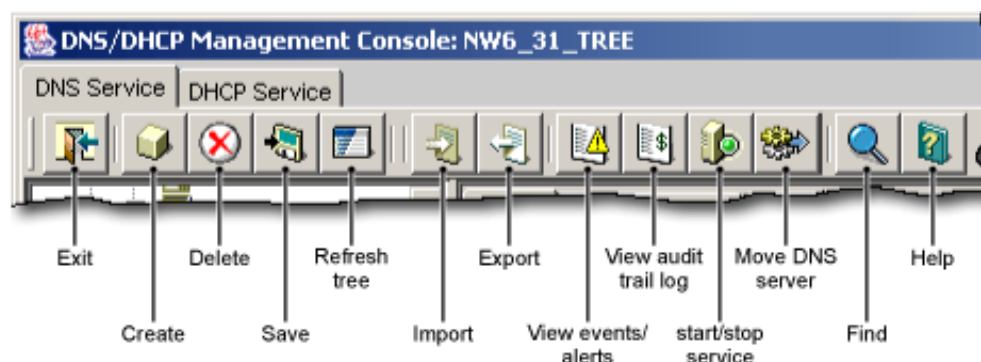 DNS/DHCP Management Console: NW6_31_TREE
DNS Service
DHCP Service
Exit
Delete
Refresh
tree
Export
View audit
trail log
Move DNS
server
Help
Create
Save
Import
View events/
alerts
start/stop
service
Find